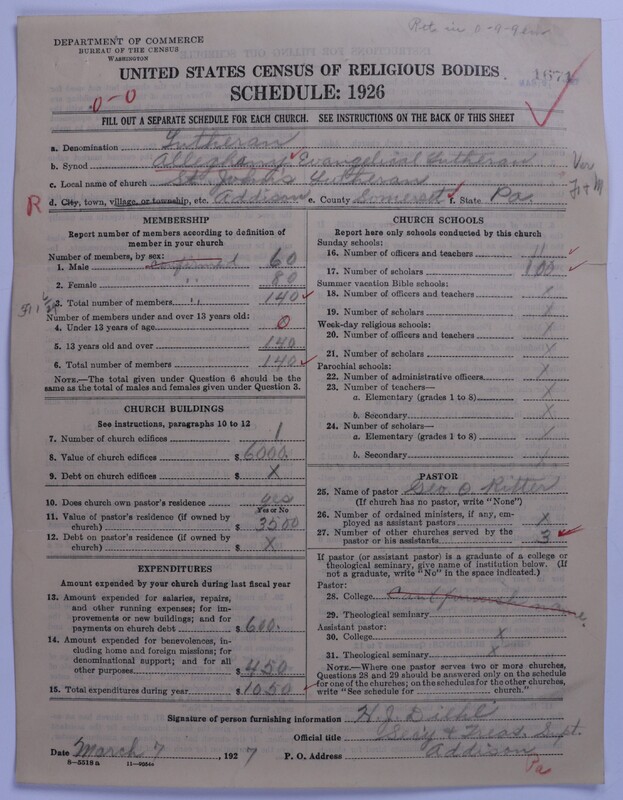 DEPARTMENT OF COMMERCE
BUREAU OF THE CENSUS
WASHINGTON
UNITED STATES CENSUS OF RELIGIOUS BODIES
SCHEDULE: 1926
0-0
FILL OUT A SEPARATE SCHEDULE FOR EACH CHURCH. SEE INSTRUCTIONS ON THE BACK OF THIS SHEET
a. Denomination Lutheran
b. Synod Alleghany Evangelical Lutheran
c. Local name of church St. John's Lutheran
R
d. City, town, village, or township, etc. Addison e. County Somerset f. State Pa.
MEMBERSHIP
Report number of members according to definition of member in your church
Number of members, by sex:
1. Male confirmed 60
2. Female " 80
3. Total number of members " 140
Number of members under and over 13 years old:
4. Under 13 years of age 0
5. 13 years old and over 140
6. Total number of members 140
NOTE.—The total given under Question 6 should be the same as the total of males and females given under Question 3.
CHURCH BUILDINGS
See instructions, paragraphs 10 to 12
7. Number of church edifices 1
8. Value of church edifices $ 6000
9. Debt on church edifices $ X
10. Does church own pastor's residence yes
Yes or No
11. Value of pastor's residence (if owned by church) $ 3500
12. Debt on pastor's residence (if owned by church) $ X
EXPENDITURES
Amount expended by your church during last fiscal year
13. Amount expended for salaries, repairs, and other running expenses; for improvements or new buildings; and for payments on church debt $ 600
14. Amount expended for benevolences, including home and foreign missions; for denominational support; and for all other purposes $ 450
15. Total expenditures during year $ 1050
CHURCH SCHOOLS
Report here only schools conducted by this church
Sunday schools:
16. Number of officers and teachers 11
17. Number of scholars 100
Summer vacation Bible schools:
18. Number of officers and teachers X
19. Number of scholars X
Week-day religious schools:
20. Number of officers and teachers X
21. Number of scholars X
Parochial schools:
22. Number of administrative officers X
23. Number of teachers—
a. Elementary (grades 1 to 8) X
b. Secondary X
24. Number of scholars—
a. Elementary (grades 1 to 8)
b. Secondary
PASTOR
25. Name of pastor Geo O. Ritter
(If church has no pastor, write "None")
26. Number of ordained ministers, if any, employed as assistant pastors X
27. Number of other churches served by the pastor or his assistants 3
If pastor (or assistant pastor) is a graduate of a college or theological seminary, give name of institution below. (If not a graduate, write "No" in the space indicated.)
Pastor:
28. College Can't furnish name.
29. Theological seminary
Assistant pastor:
30. College X
31. Theological seminary X
NOTE.—Where one pastor serves two or more churches, Questions 28 and 29 should be answered only on the schedule for one of the churches; on the schedules for the other churches, write "See schedule for church."
Signature of person furnishing information H. J. Diehl
Official title Secy & Treas. Supt.
Date March 7, 1927 P. O. Address Addison
Pa
8-5518a